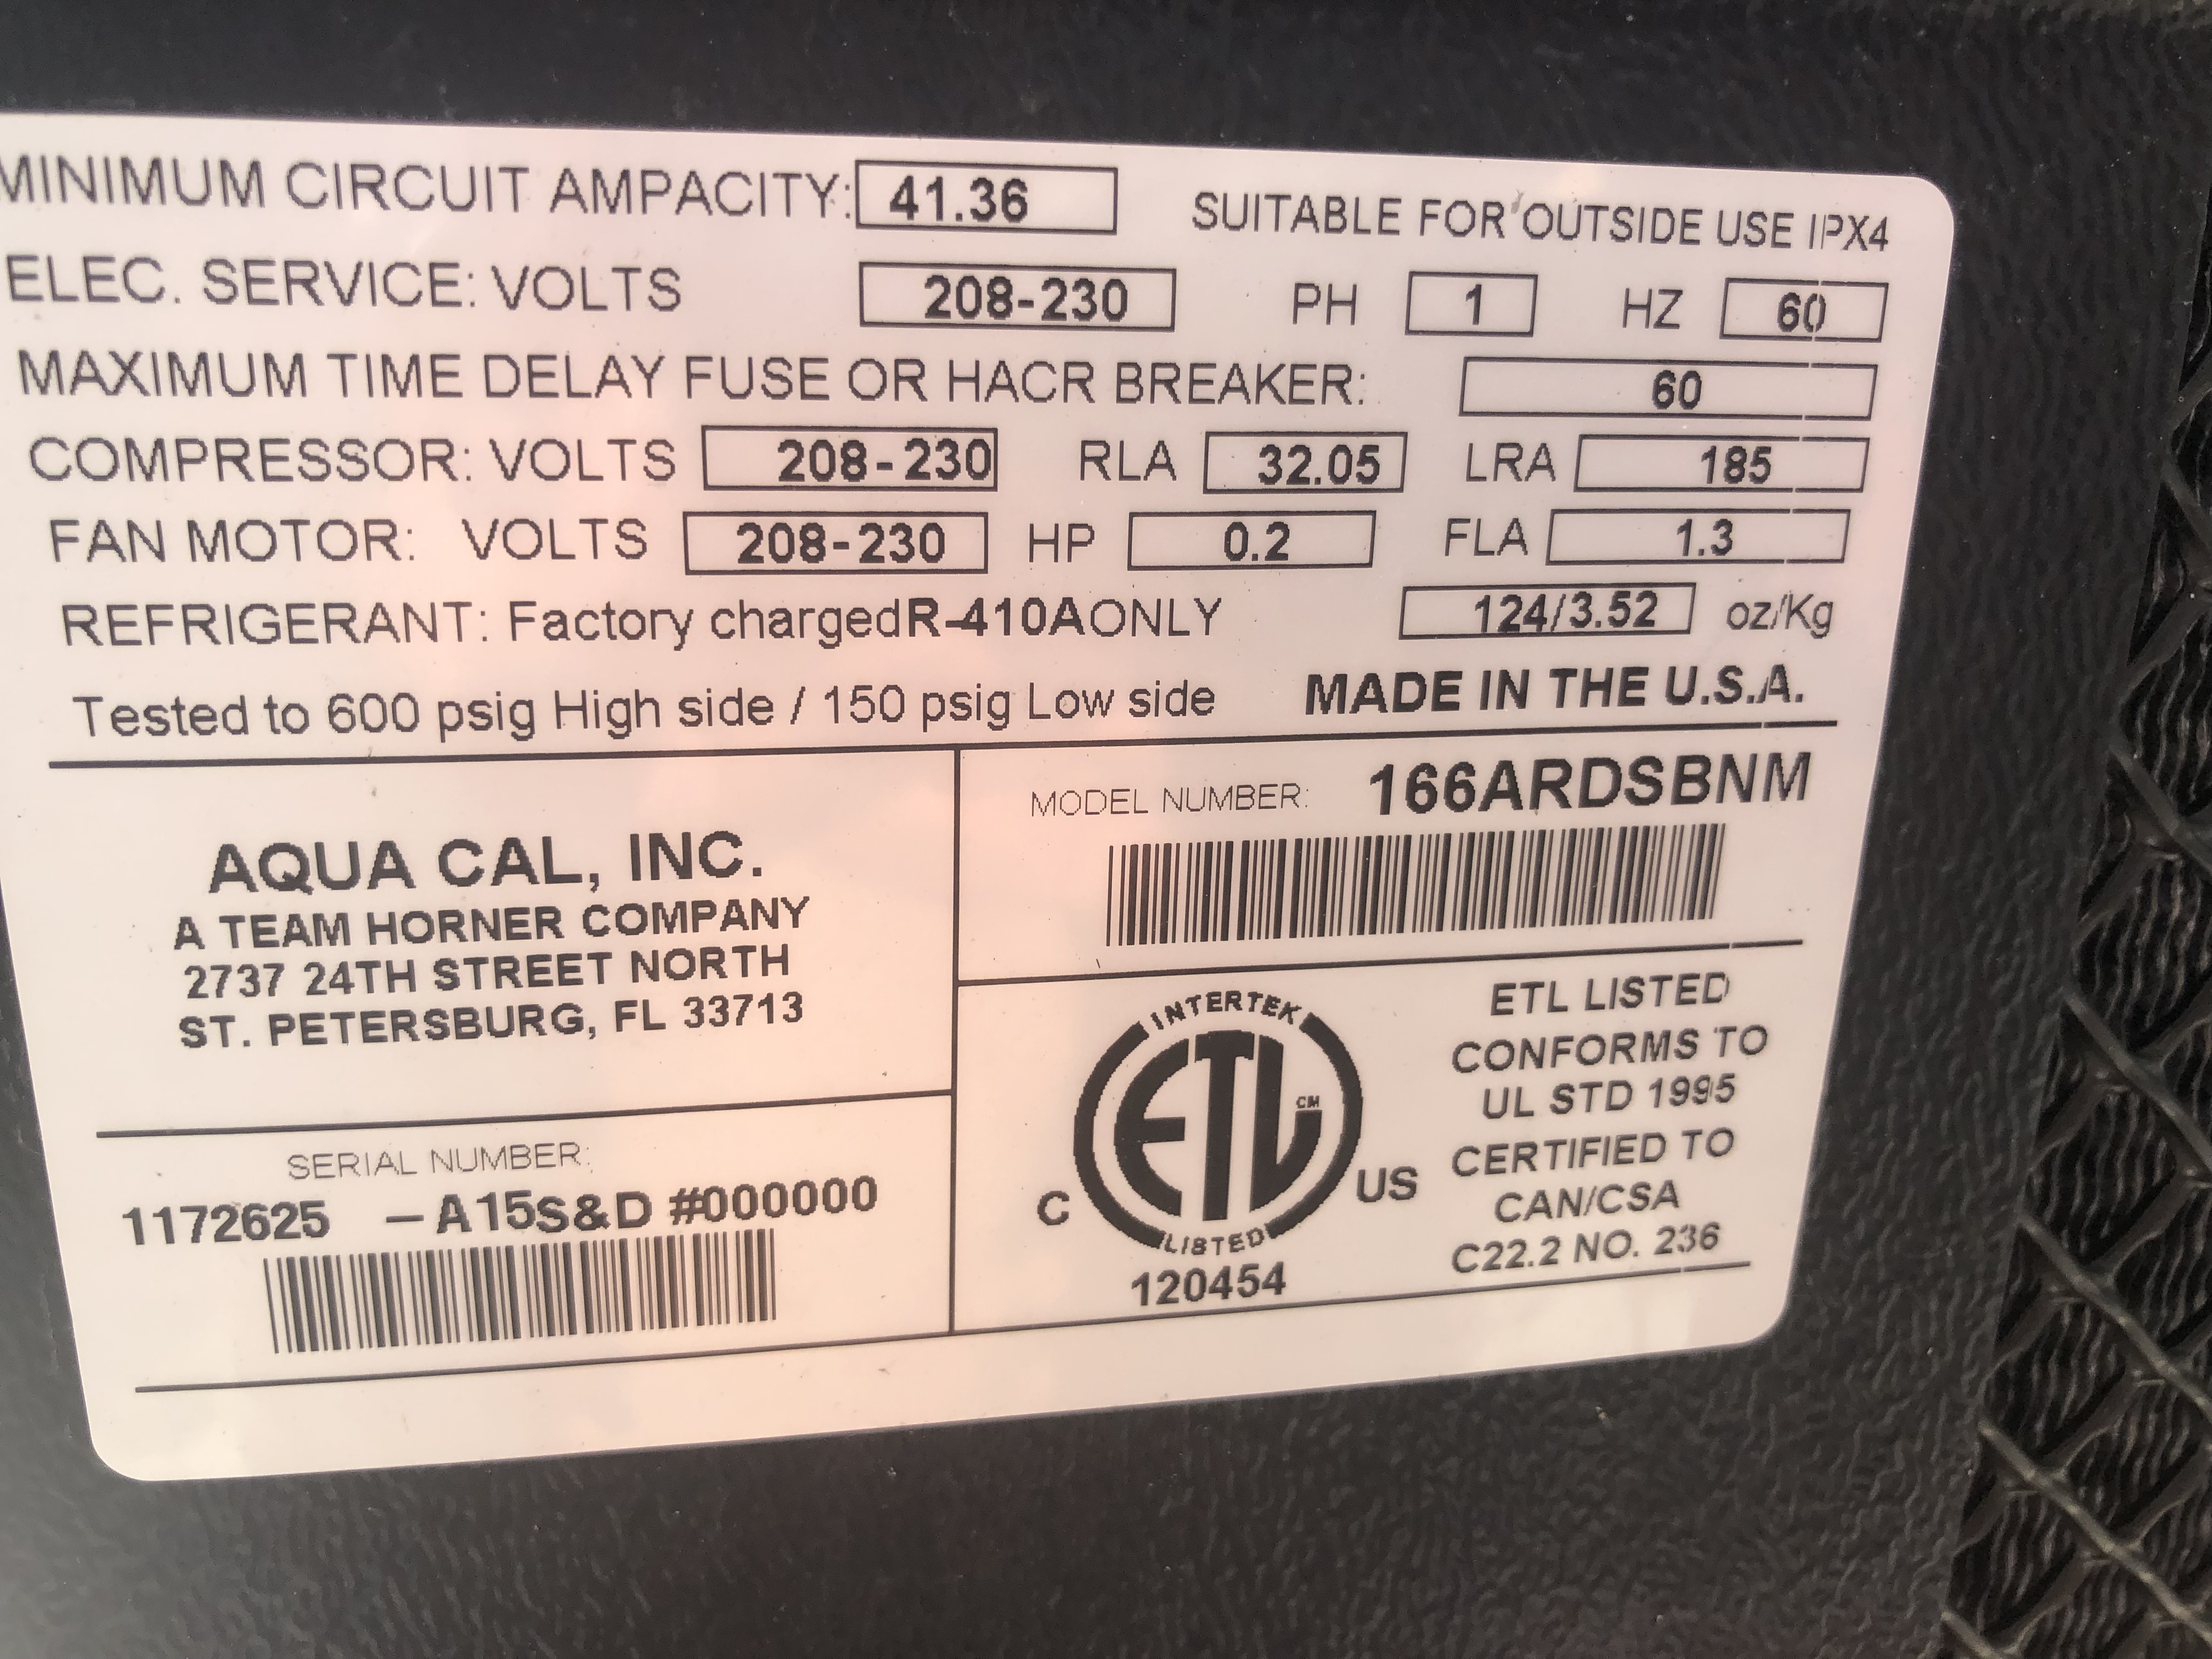 MINIMUM CIRCUIT AMPACITY: 41.36 SUITABLE FOR OUTSIDE USE IPX4
ELEC. SERVICE: VOLTS 208-230 PH 1 HZ 60
MAXIMUM TIME DELAY FUSE OR HACR BREAKER: 60
COMPRESSOR: VOLTS 208-230 RLA 32.05 LRA 185
FAN MOTOR: VOLTS 208-230 HP 0.2 FLA 1.3
REFRIGERANT: Factory chargedR-410AONLY 124/3.52 oz/Kg
Tested to 600 psig High side / 150 psig Low side MADE IN THE U.S.A.
AQUA CAL, INC.
A TEAM HORNER COMPANY
2737 24TH STREET NORTH
ST. PETERSBURG, FL 33713
SERIAL NUMBER:
1172625 -A15S&D #000000
MODEL NUMBER: 166ARDSBNM
INTERTEK
ETL CM
LISTED
C US
120454
ETL LISTED
CONFORMS TO
UL STD 1995
CERTIFIED TO
CAN/CSA
C22.2 NO. 236